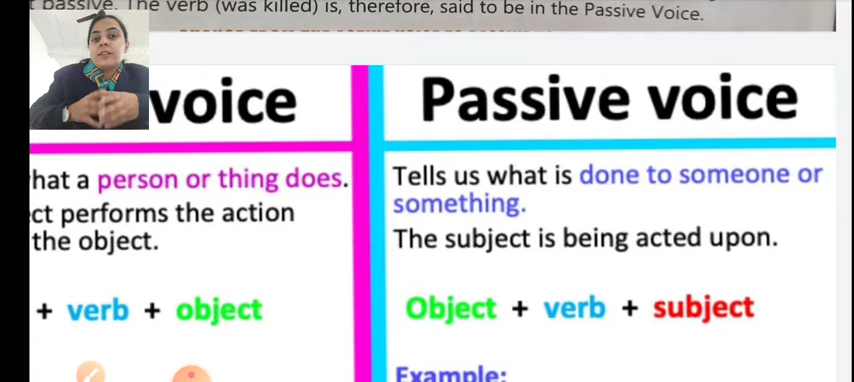 passive. The verb (was killed) is, therefore, said to be in the Passive Voice.
voice
Passive voice
hat a person or thing does.
ct performs the action
the object.
+ verb + object
Tells us what is done to someone or
something.
The subject is being acted upon.
Object + verb + subject
Example: